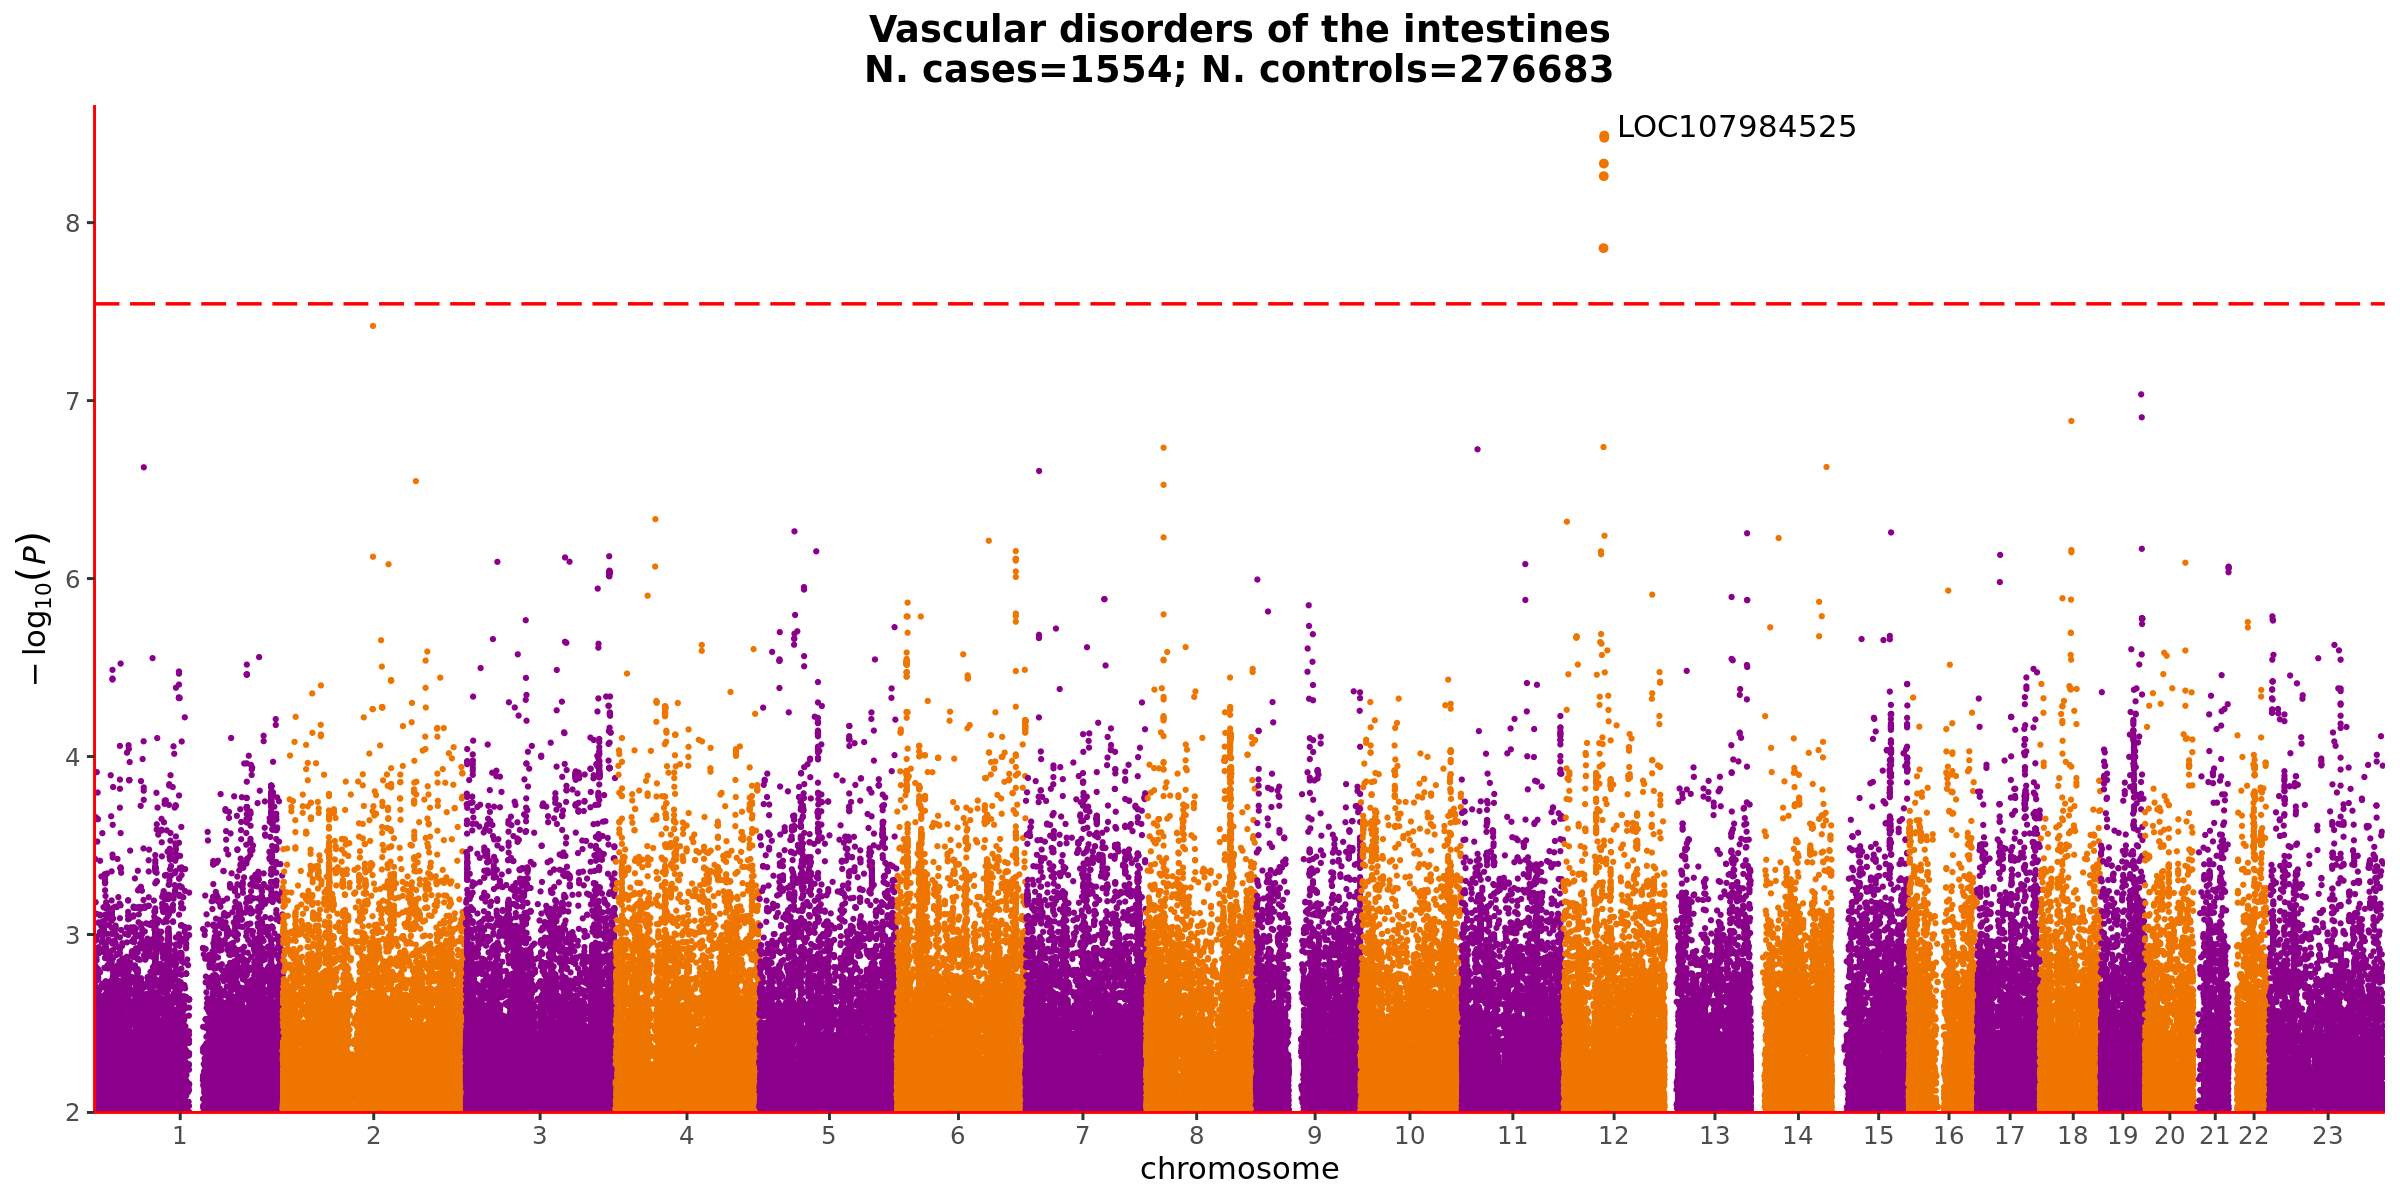 Vascular disorders of the intestines
N. cases=1554; N. controls=276683
LOC107984525
8
7
6
4
3
2
−log₁₀(P)
1 2 3 4 5 6 7 8 9 10 11 12 13 14 15 16 17 18 19 20 21 22 23
chromosome